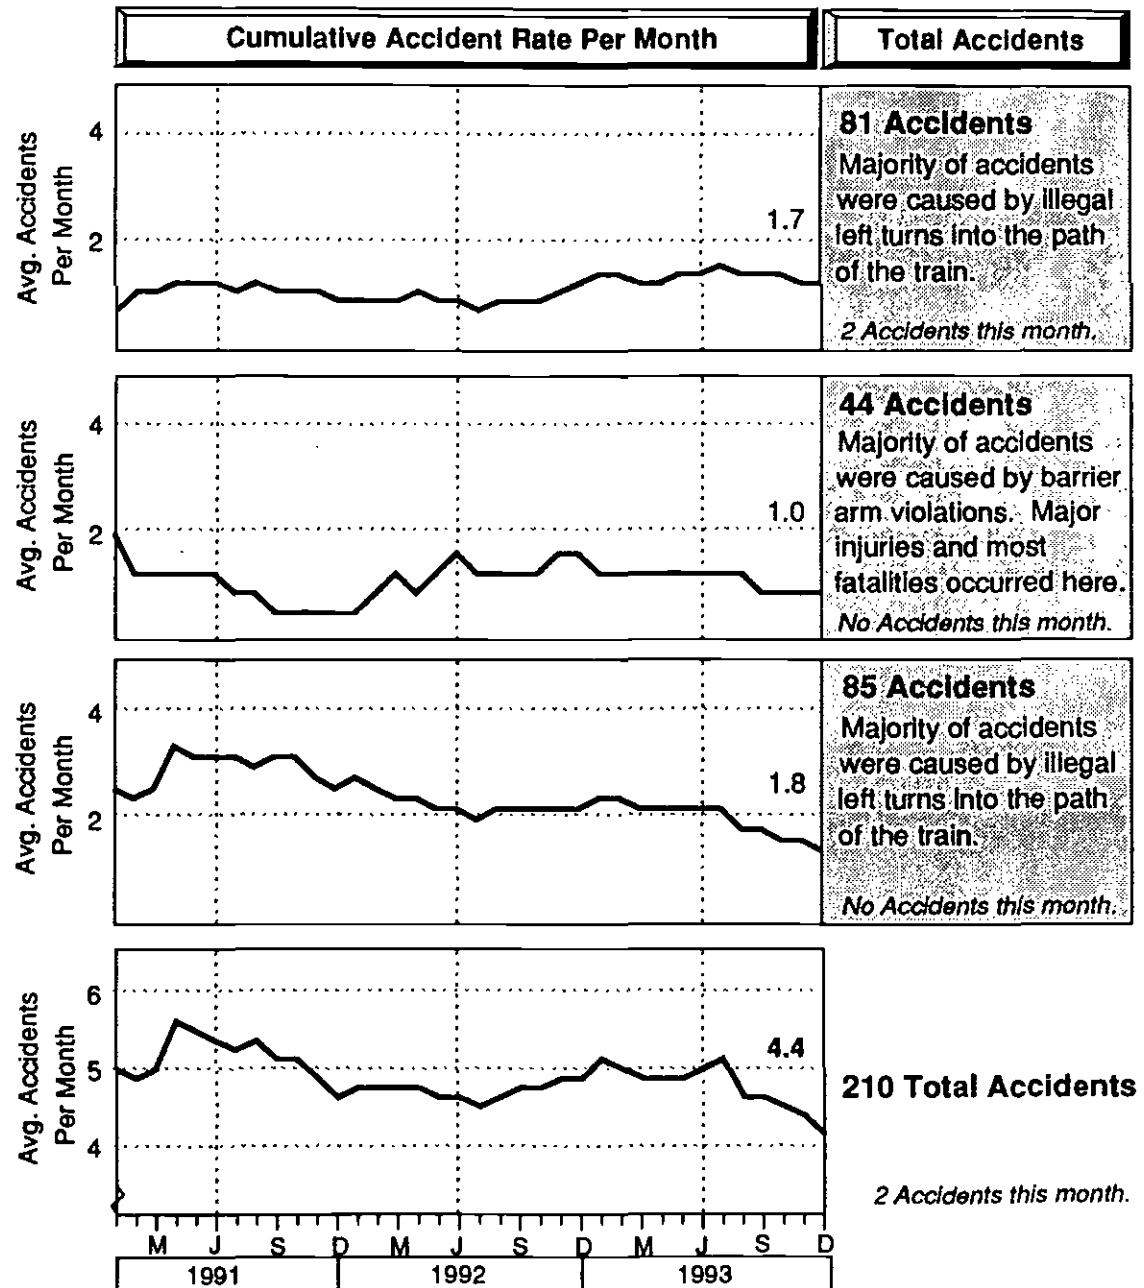 Cumulative Accident Rate Per Month
Total Accidents
Avg. Accidents
Per Month
4
2
1.7
81 Accidents
Majority of accidents
were caused by illegal
left turns into the path
of the train.
2 Accidents this month.
Avg. Accidents
Per Month
4
2
1.0
44 Accidents
Majority of accidents
were caused by barrier
arm violations. Major
injuries and most
fatalities occurred here.
No Accidents this month.
Avg. Accidents
Per Month
4
2
1.8
85 Accidents
Majority of accidents
were caused by illegal
left turns into the path
of the train.
No Accidents this month.
Avg. Accidents
Per Month
6
5
4
4.4
210 Total Accidents
2 Accidents this month.
M J S D M J S D M J S D
1991 1992 1993